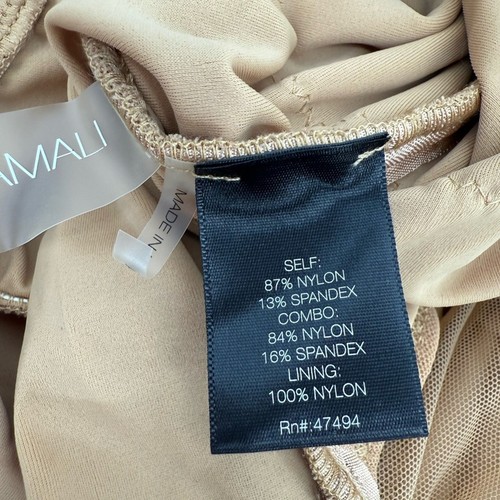 AMALI
MADE IN
SELF:
87% NYLON
13% SPANDEX
COMBO:
84% NYLON
16% SPANDEX
LINING:
100% NYLON
Rn#:47494